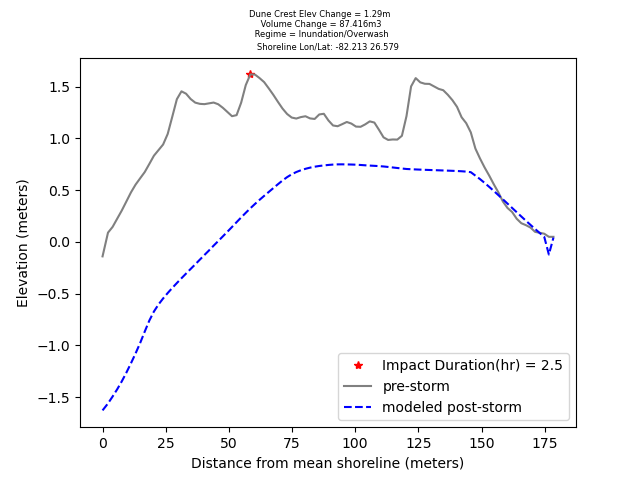 Dune Crest Elev Change = 1.29m
Volume Change = 87.416m3
Regime = Inundation/Overwash
Shoreline Lon/Lat: -82.213 26.579
1.5
1.0
0.5
0.0
−0.5
−1.0
−1.5
Elevation (meters)
Impact Duration(hr) = 2.5
pre-storm
modeled post-storm
0 25 50 75 100 125 150 175
Distance from mean shoreline (meters)